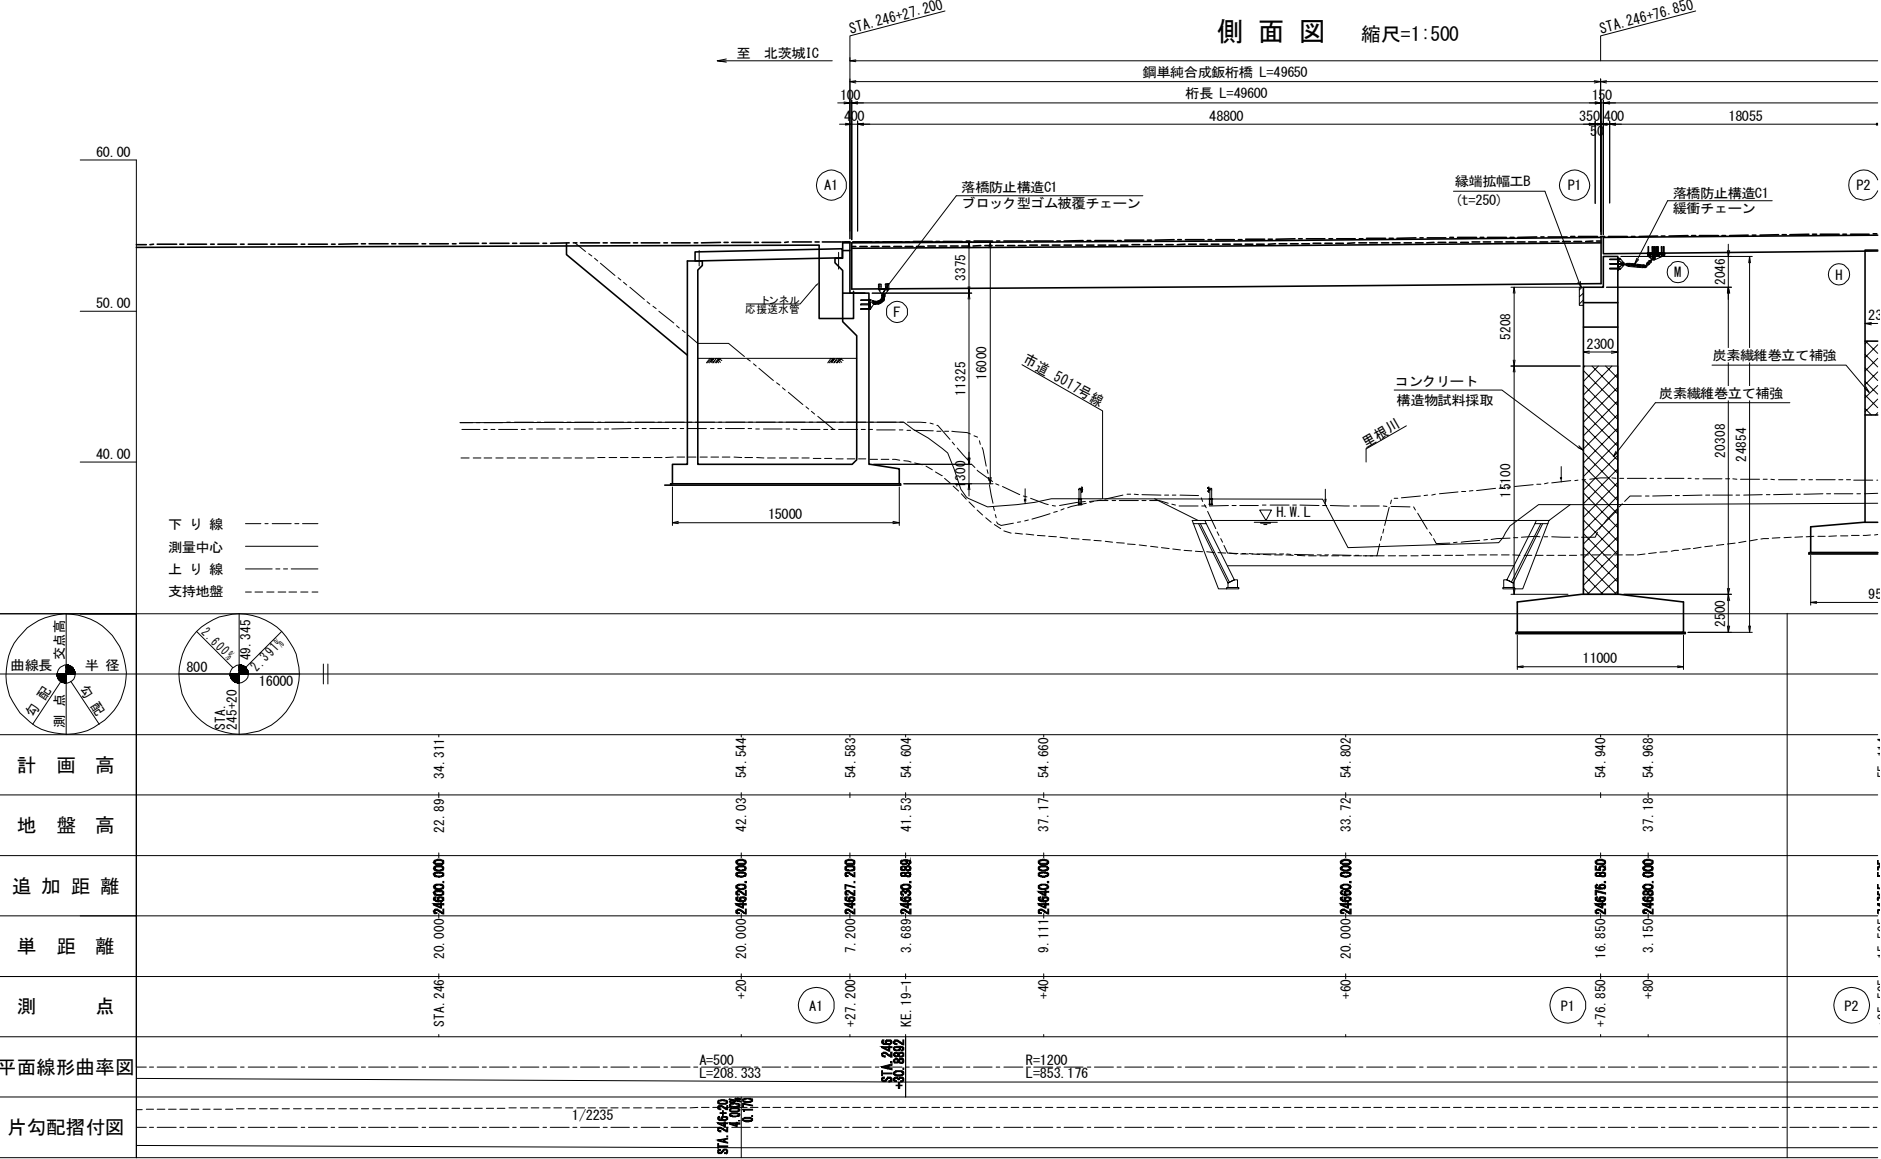 側面図 縮尺=1:500
STA.246+27.200
STA.246+76.850
至 北茨城IC
鋼単純合成鈑桁橋 L=49650
桁長 L=49600
100
150
400
48800
350
400
50
18055
60.00
50.00
40.00
A1
P1
P2
落橋防止構造C1
ブロック型ゴム被覆チェーン
縁端拡幅工B
(t=250)
落橋防止構造C1
緩衝チェーン
F
M
H
トンネル
応援送水管
3375
11325
16000
300
2046
5208
2300
15100
20308
24854
2500
15000
11000
市道 5017号線
里根川
H.W.L
コンクリート
構造物試料採取
炭素繊維巻立て補強
炭素繊維巻立て補強
下り線
測量中心
上り線
支持地盤
交点高
曲線長
半径
勾配
測点
勾配
2.600%
49.345
2.391%
800
16000
STA.
245+20
計画高
34.311
54.544
54.583
54.604
54.660
54.802
54.940
54.968
地盤高
22.89
42.03
41.53
37.17
33.72
37.18
追加距離
24600.000
24620.000
24627.200
24630.889
24640.000
24660.000
24676.850
24680.000
単距離
20.000
20.000
7.200
3.689
9.111
20.000
16.850
3.150
測点
STA.246
+20
A1
+27.200
KE.19-1
+40
+60
P1
+76.850
+80
P2
平面線形曲率図
A=500
L=208.333
STA.246
+30.8892
R=1200
L=853.176
片勾配摺付図
1/2235
STA.246+20
4.000%
0.170